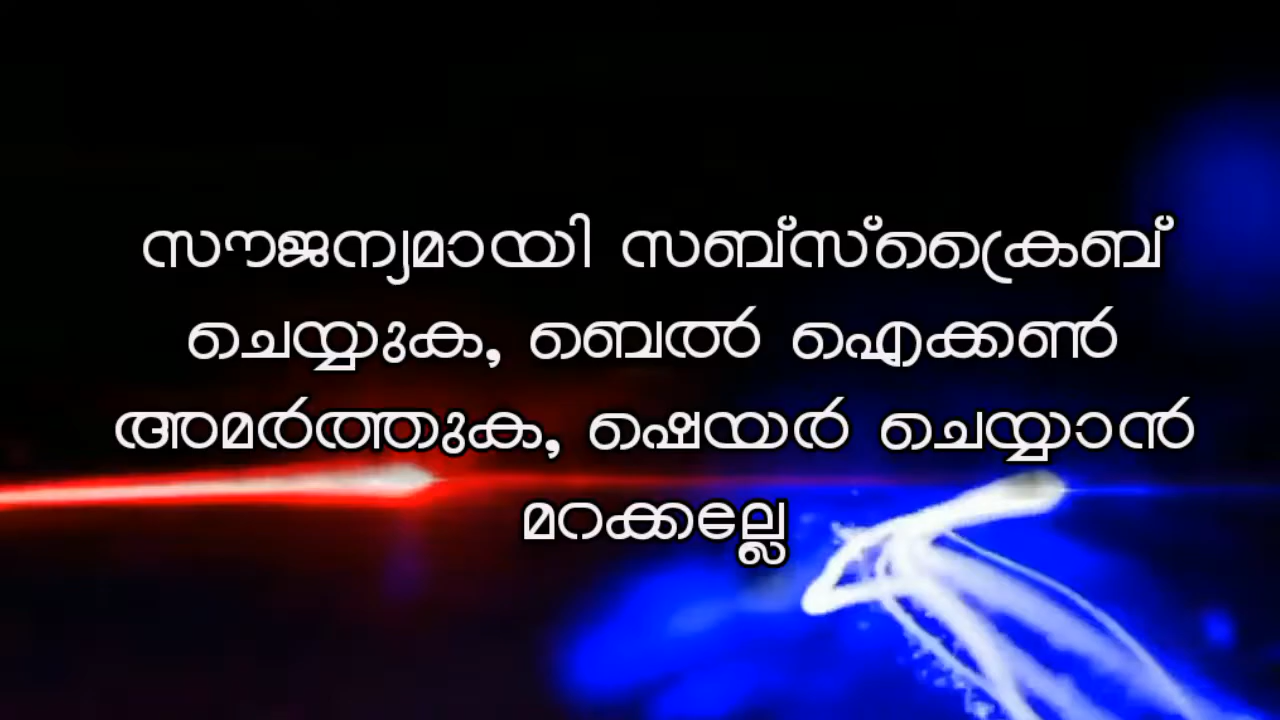 സൗജന്യമായി സബ്സ്ക്രൈബ്
ചെയ്യുക, ബെൽ ഐക്കൺ
അമർത്തുക, ഷെയർ ചെയ്യാൻ
മറക്കല്ലേ